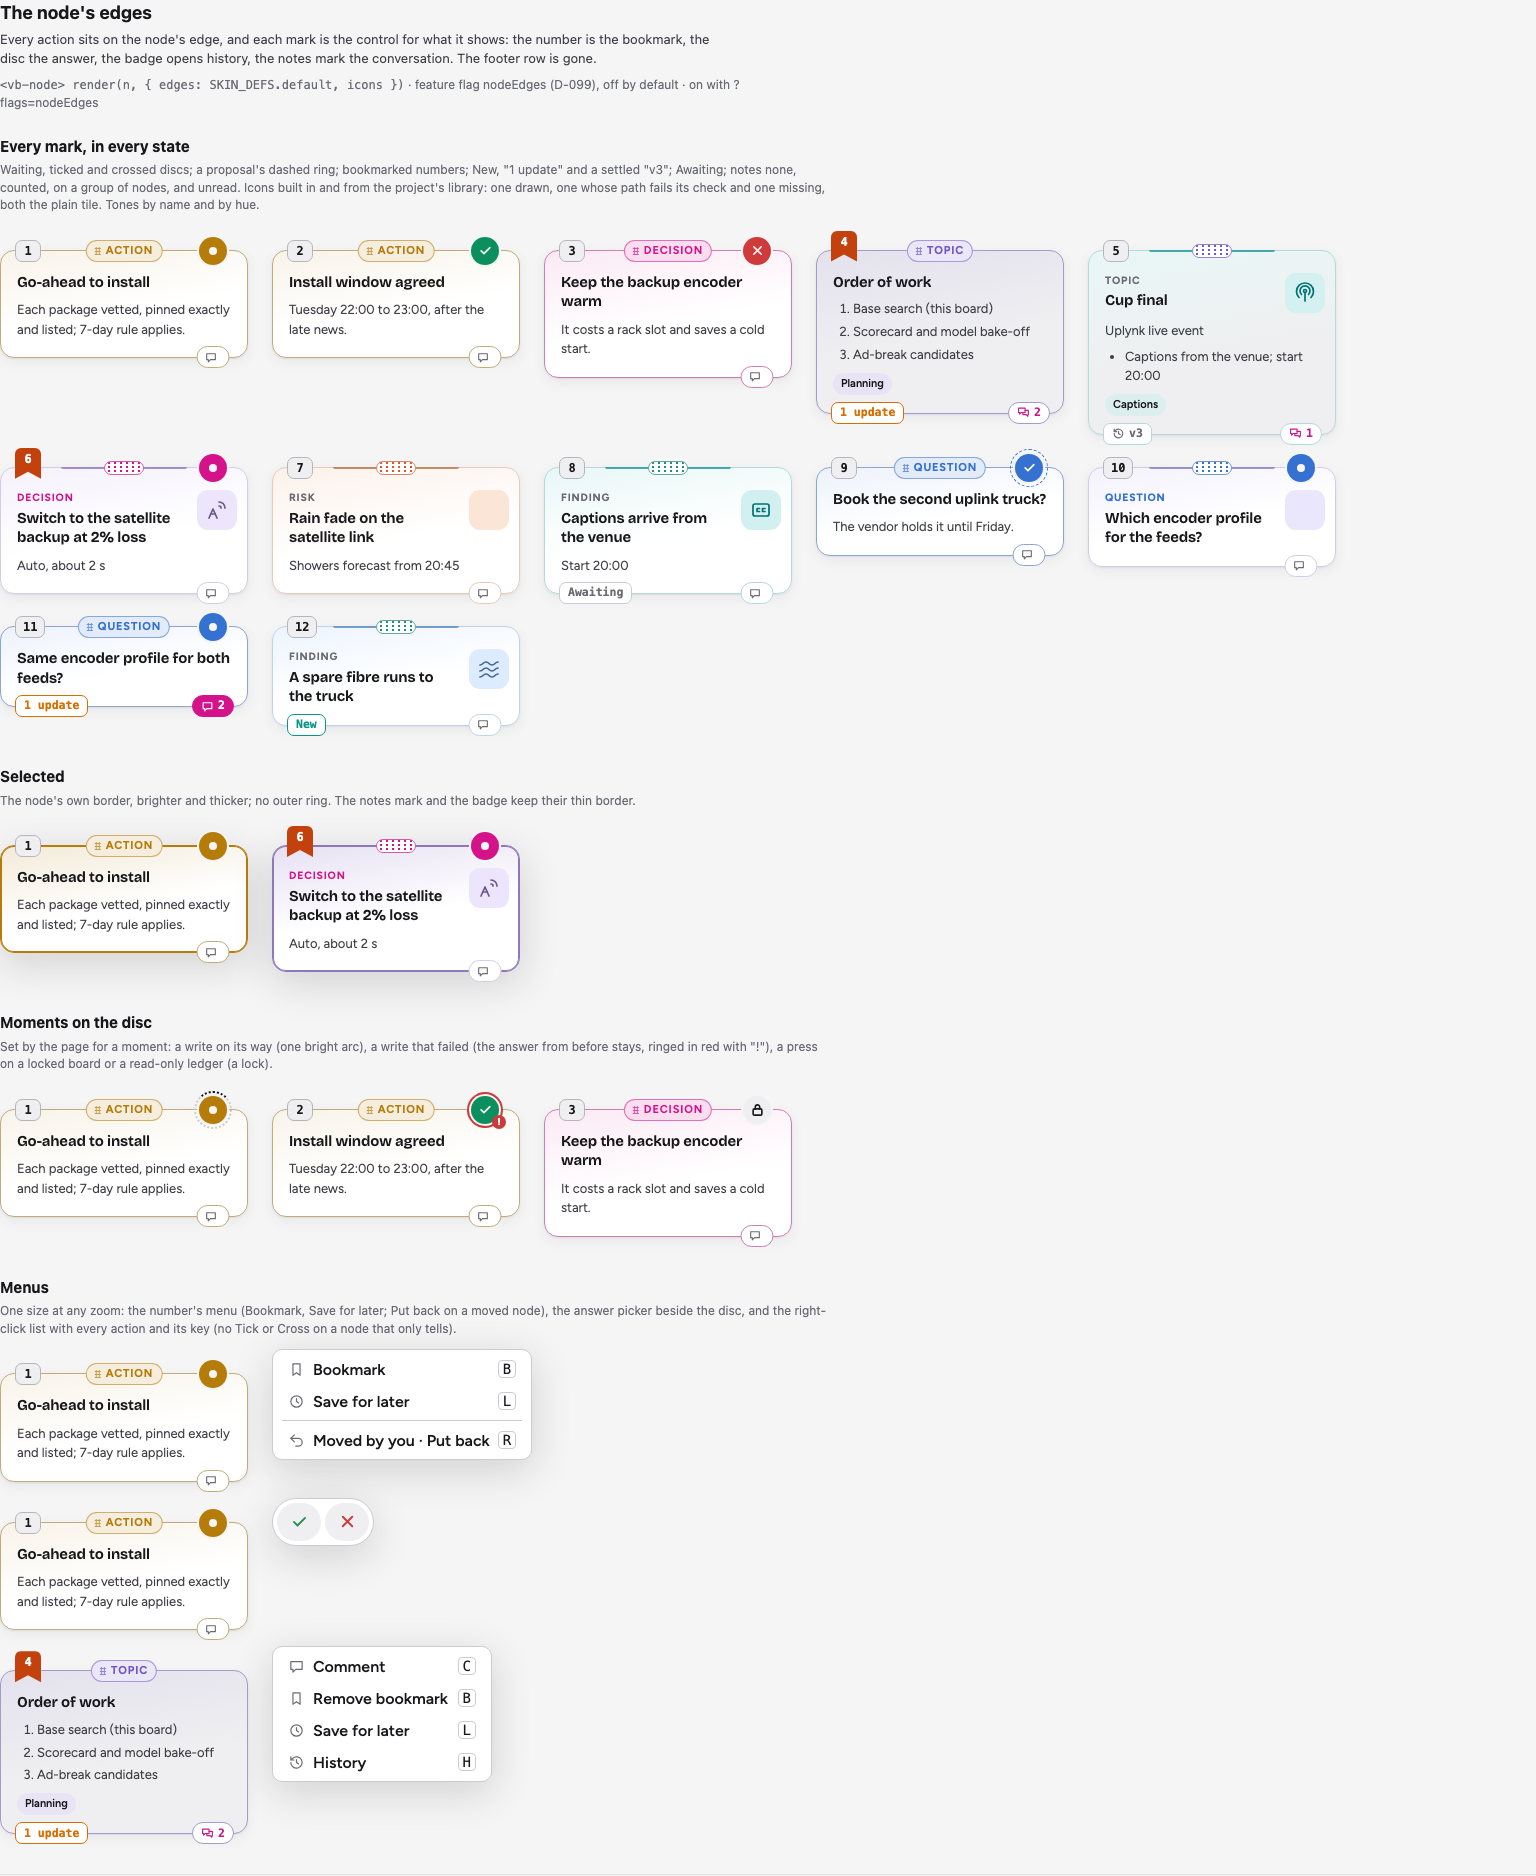 The node's edges
Every action sits on the node's edge, and each mark is the control for what it shows: the number is the bookmark, the
disc the answer, the badge opens history, the notes mark the conversation. The footer row is gone.
<vb-node> render(n, { edges: SKIN_DEFS.default, icons }) · feature flag nodeEdges (D-099), off by default · on with ?
flags=nodeEdges
Every mark, in every state
Waiting, ticked and crossed discs; a proposal's dashed ring; bookmarked numbers; New, "1 update" and a settled "v3"; Awaiting; notes none,
counted, on a group of nodes, and unread. Icons built in and from the project's library: one drawn, one whose path fails its check and one missing,
both the plain tile. Tones by name and by hue.
1
ACTION
Go-ahead to install
Each package vetted, pinned exactly
and listed; 7-day rule applies.
2
ACTION
Install window agreed
Tuesday 22:00 to 23:00, after the
late news.
3
DECISION
Keep the backup encoder
warm
It costs a rack slot and saves a cold
start.
4
TOPIC
Order of work
1. Base search (this board)
2. Scorecard and model bake-off
3. Ad-break candidates
Planning
1 update
2
5
TOPIC
Cup final
Uplynk live event
• Captions from the venue; start
20:00
Captions
v3
1
6
DECISION
Switch to the satellite
backup at 2% loss
Auto, about 2 s
7
RISK
Rain fade on the
satellite link
Showers forecast from 20:45
8
FINDING
Captions arrive from
the venue
Start 20:00
Awaiting
9
QUESTION
Book the second uplink truck?
The vendor holds it until Friday.
10
QUESTION
Which encoder profile
for the feeds?
11
QUESTION
Same encoder profile for both
feeds?
1 update
2
12
FINDING
A spare fibre runs to
the truck
New
Selected
The node's own border, brighter and thicker; no outer ring. The notes mark and the badge keep their thin border.
1
ACTION
Go-ahead to install
Each package vetted, pinned exactly
and listed; 7-day rule applies.
6
DECISION
Switch to the satellite
backup at 2% loss
Auto, about 2 s
Moments on the disc
Set by the page for a moment: a write on its way (one bright arc), a write that failed (the answer from before stays, ringed in red with "!"), a press
on a locked board or a read-only ledger (a lock).
1
ACTION
Go-ahead to install
Each package vetted, pinned exactly
and listed; 7-day rule applies.
2
ACTION
!
Install window agreed
Tuesday 22:00 to 23:00, after the
late news.
3
DECISION
Keep the backup encoder
warm
It costs a rack slot and saves a cold
start.
Menus
One size at any zoom: the number's menu (Bookmark, Save for later; Put back on a moved node), the answer picker beside the disc, and the right-
click list with every action and its key (no Tick or Cross on a node that only tells).
1
ACTION
Go-ahead to install
Each package vetted, pinned exactly
and listed; 7-day rule applies.
Bookmark B
Save for later L
Moved by you · Put back R
1
ACTION
Go-ahead to install
Each package vetted, pinned exactly
and listed; 7-day rule applies.
4
TOPIC
Order of work
1. Base search (this board)
2. Scorecard and model bake-off
3. Ad-break candidates
Planning
1 update
2
Comment C
Remove bookmark B
Save for later L
History H